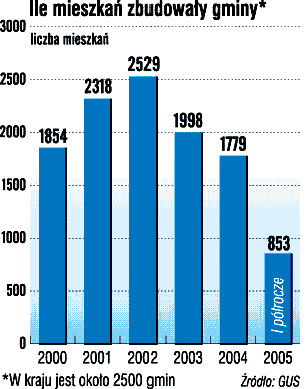 Ile mieszkań zbudowały gminy*
liczba mieszkań
3000
2500
2000
1500
1000
500
0
1854
2318
2529
1998
1779
853
I półrocze
2000 2001 2002 2003 2004 2005
*W kraju jest około 2500 gmin
Źródło: GUS